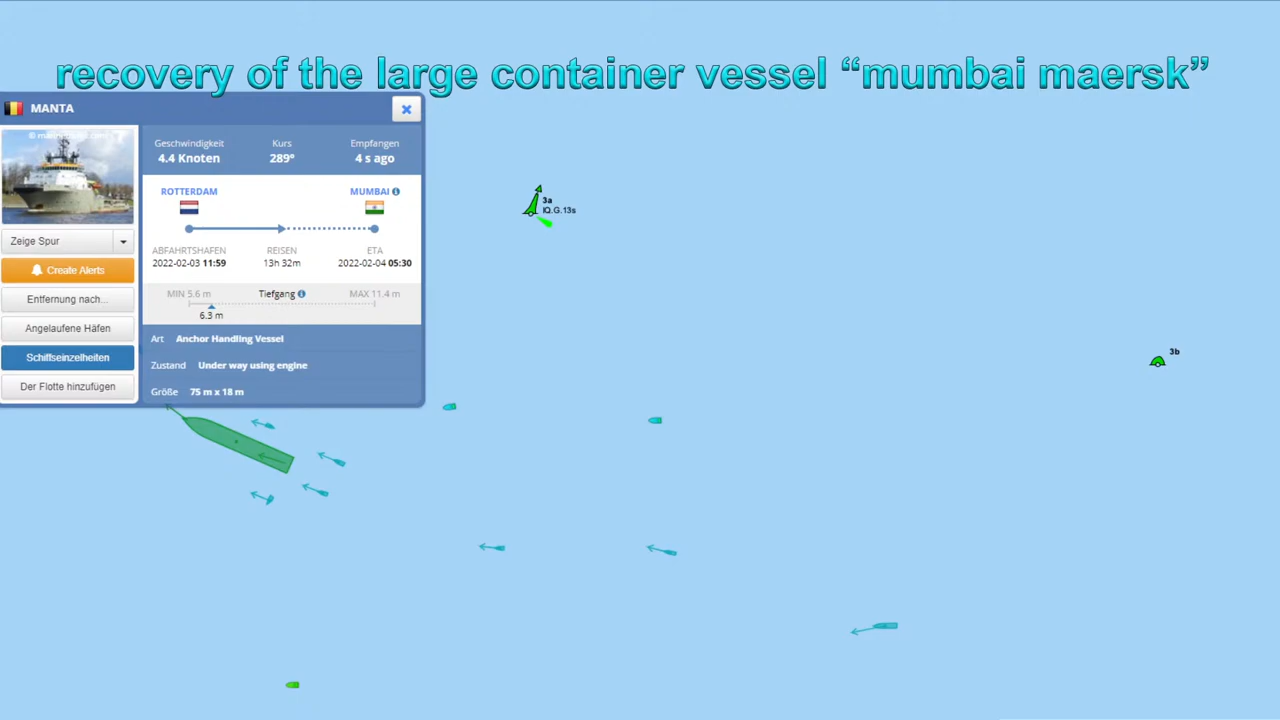 recovery of the large container vessel “mumbai maersk”
MANTA
Geschwindigkeit Kurs Empfangen
4.4 Knoten 289° 4 s ago
ROTTERDAM MUMBAI
Zeige Spur
ABFAHRTSHAFEN REISEN ETA
2022-02-03 11:59 13h 32m 2022-02-04 05:30
Create Alerts
MIN 5.6 m Tiefgang MAX 11.4 m
6.3 m
Entfernung nach...
Angelaufene Häfen
Art Anchor Handling Vessel
Schiffseinzelheiten
Zustand Under way using engine
Der Flotte hinzufügen
Größe 75 m x 18 m
3a
IQ.G.13s
3b